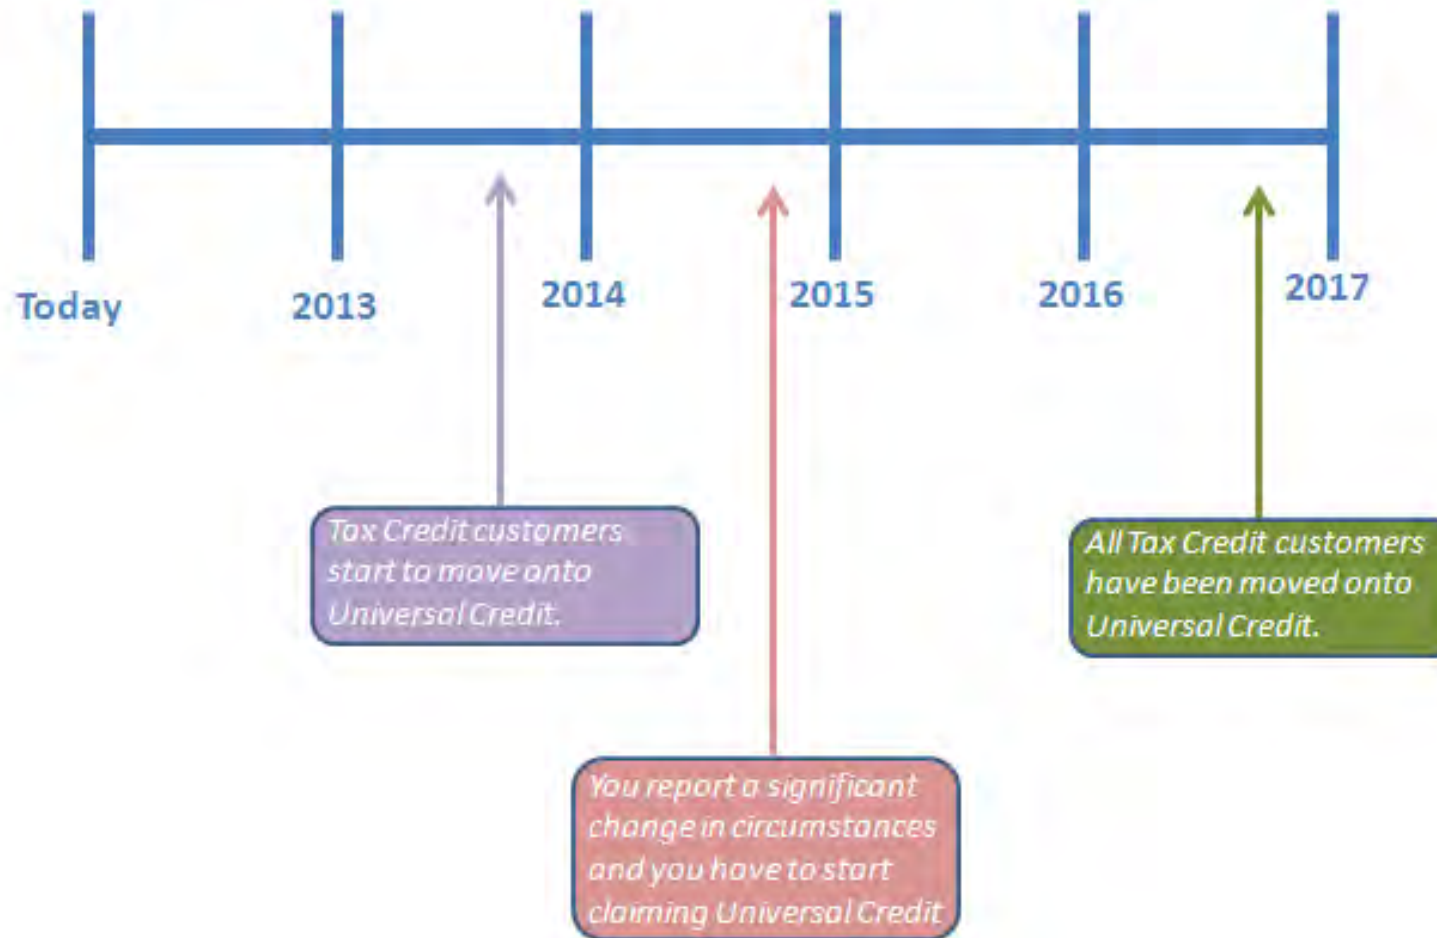 Today
2013
2014
2015
2016
2017
Tax Credit customers
start to move onto
Universal Credit.
All Tax Credit customers
have been moved onto
Universal Credit.
You report a significant
change in circumstances
and you have to start
claiming Universal Credit